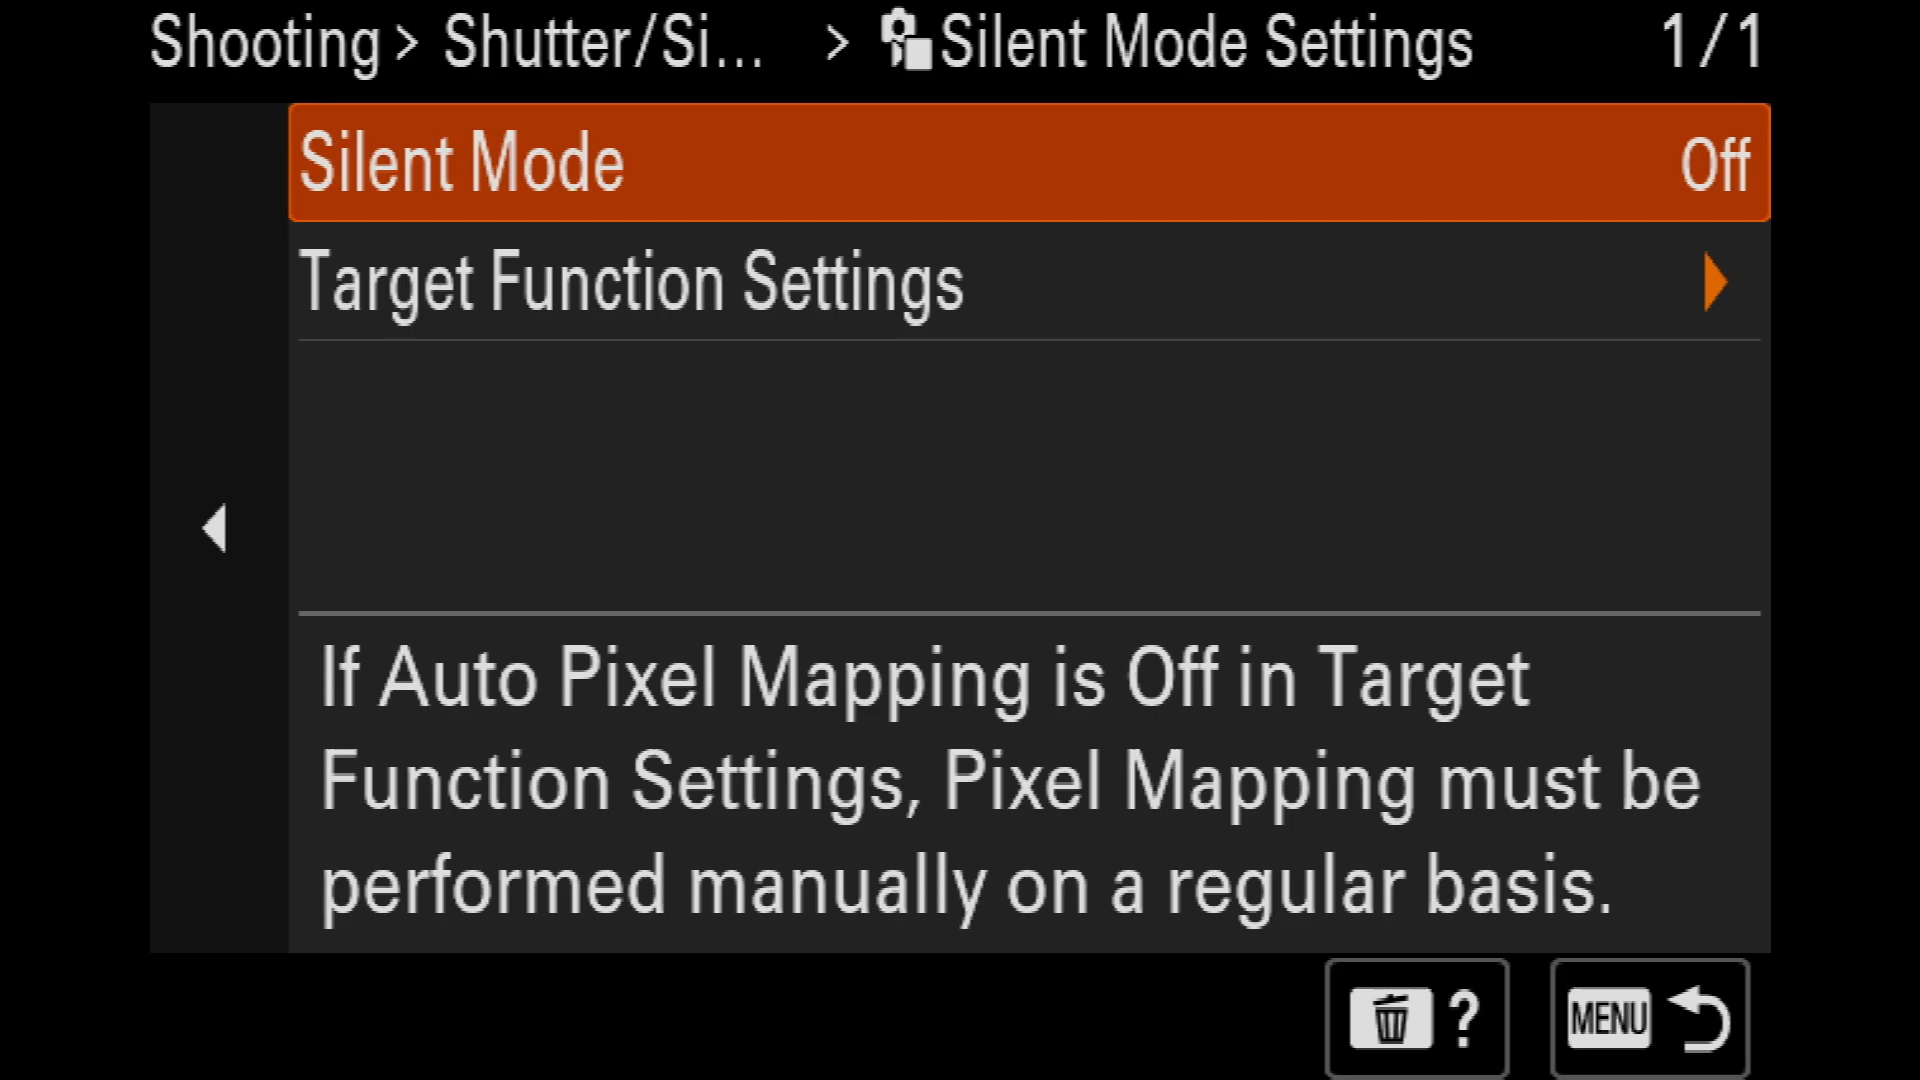 Shooting > Shutter/Si... > Silent Mode Settings 1/1
Silent Mode Off
Target Function Settings
If Auto Pixel Mapping is Off in Target
Function Settings, Pixel Mapping must be
performed manually on a regular basis.
? MENU